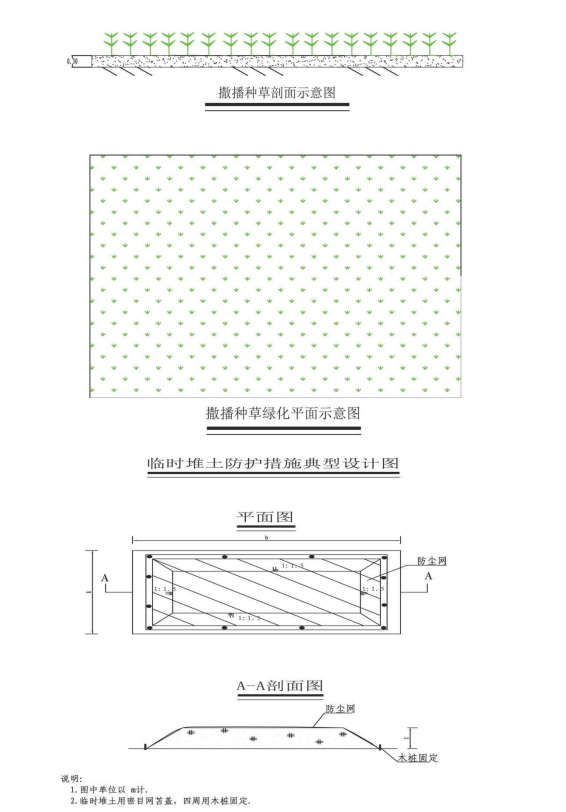 0.30
撒播种草剖面示意图
撒播种草绿化平面示意图
临时堆土防护措施典型设计图
平面图
b
防尘网
1:1.5
A
A
1:1.5
1:1.5
1:1.5
A-A剖面图
防尘网
木桩固定
说明:
1.图中单位以 m计.
2.临时堆土用密目网苫盖, 四周用木桩固定.